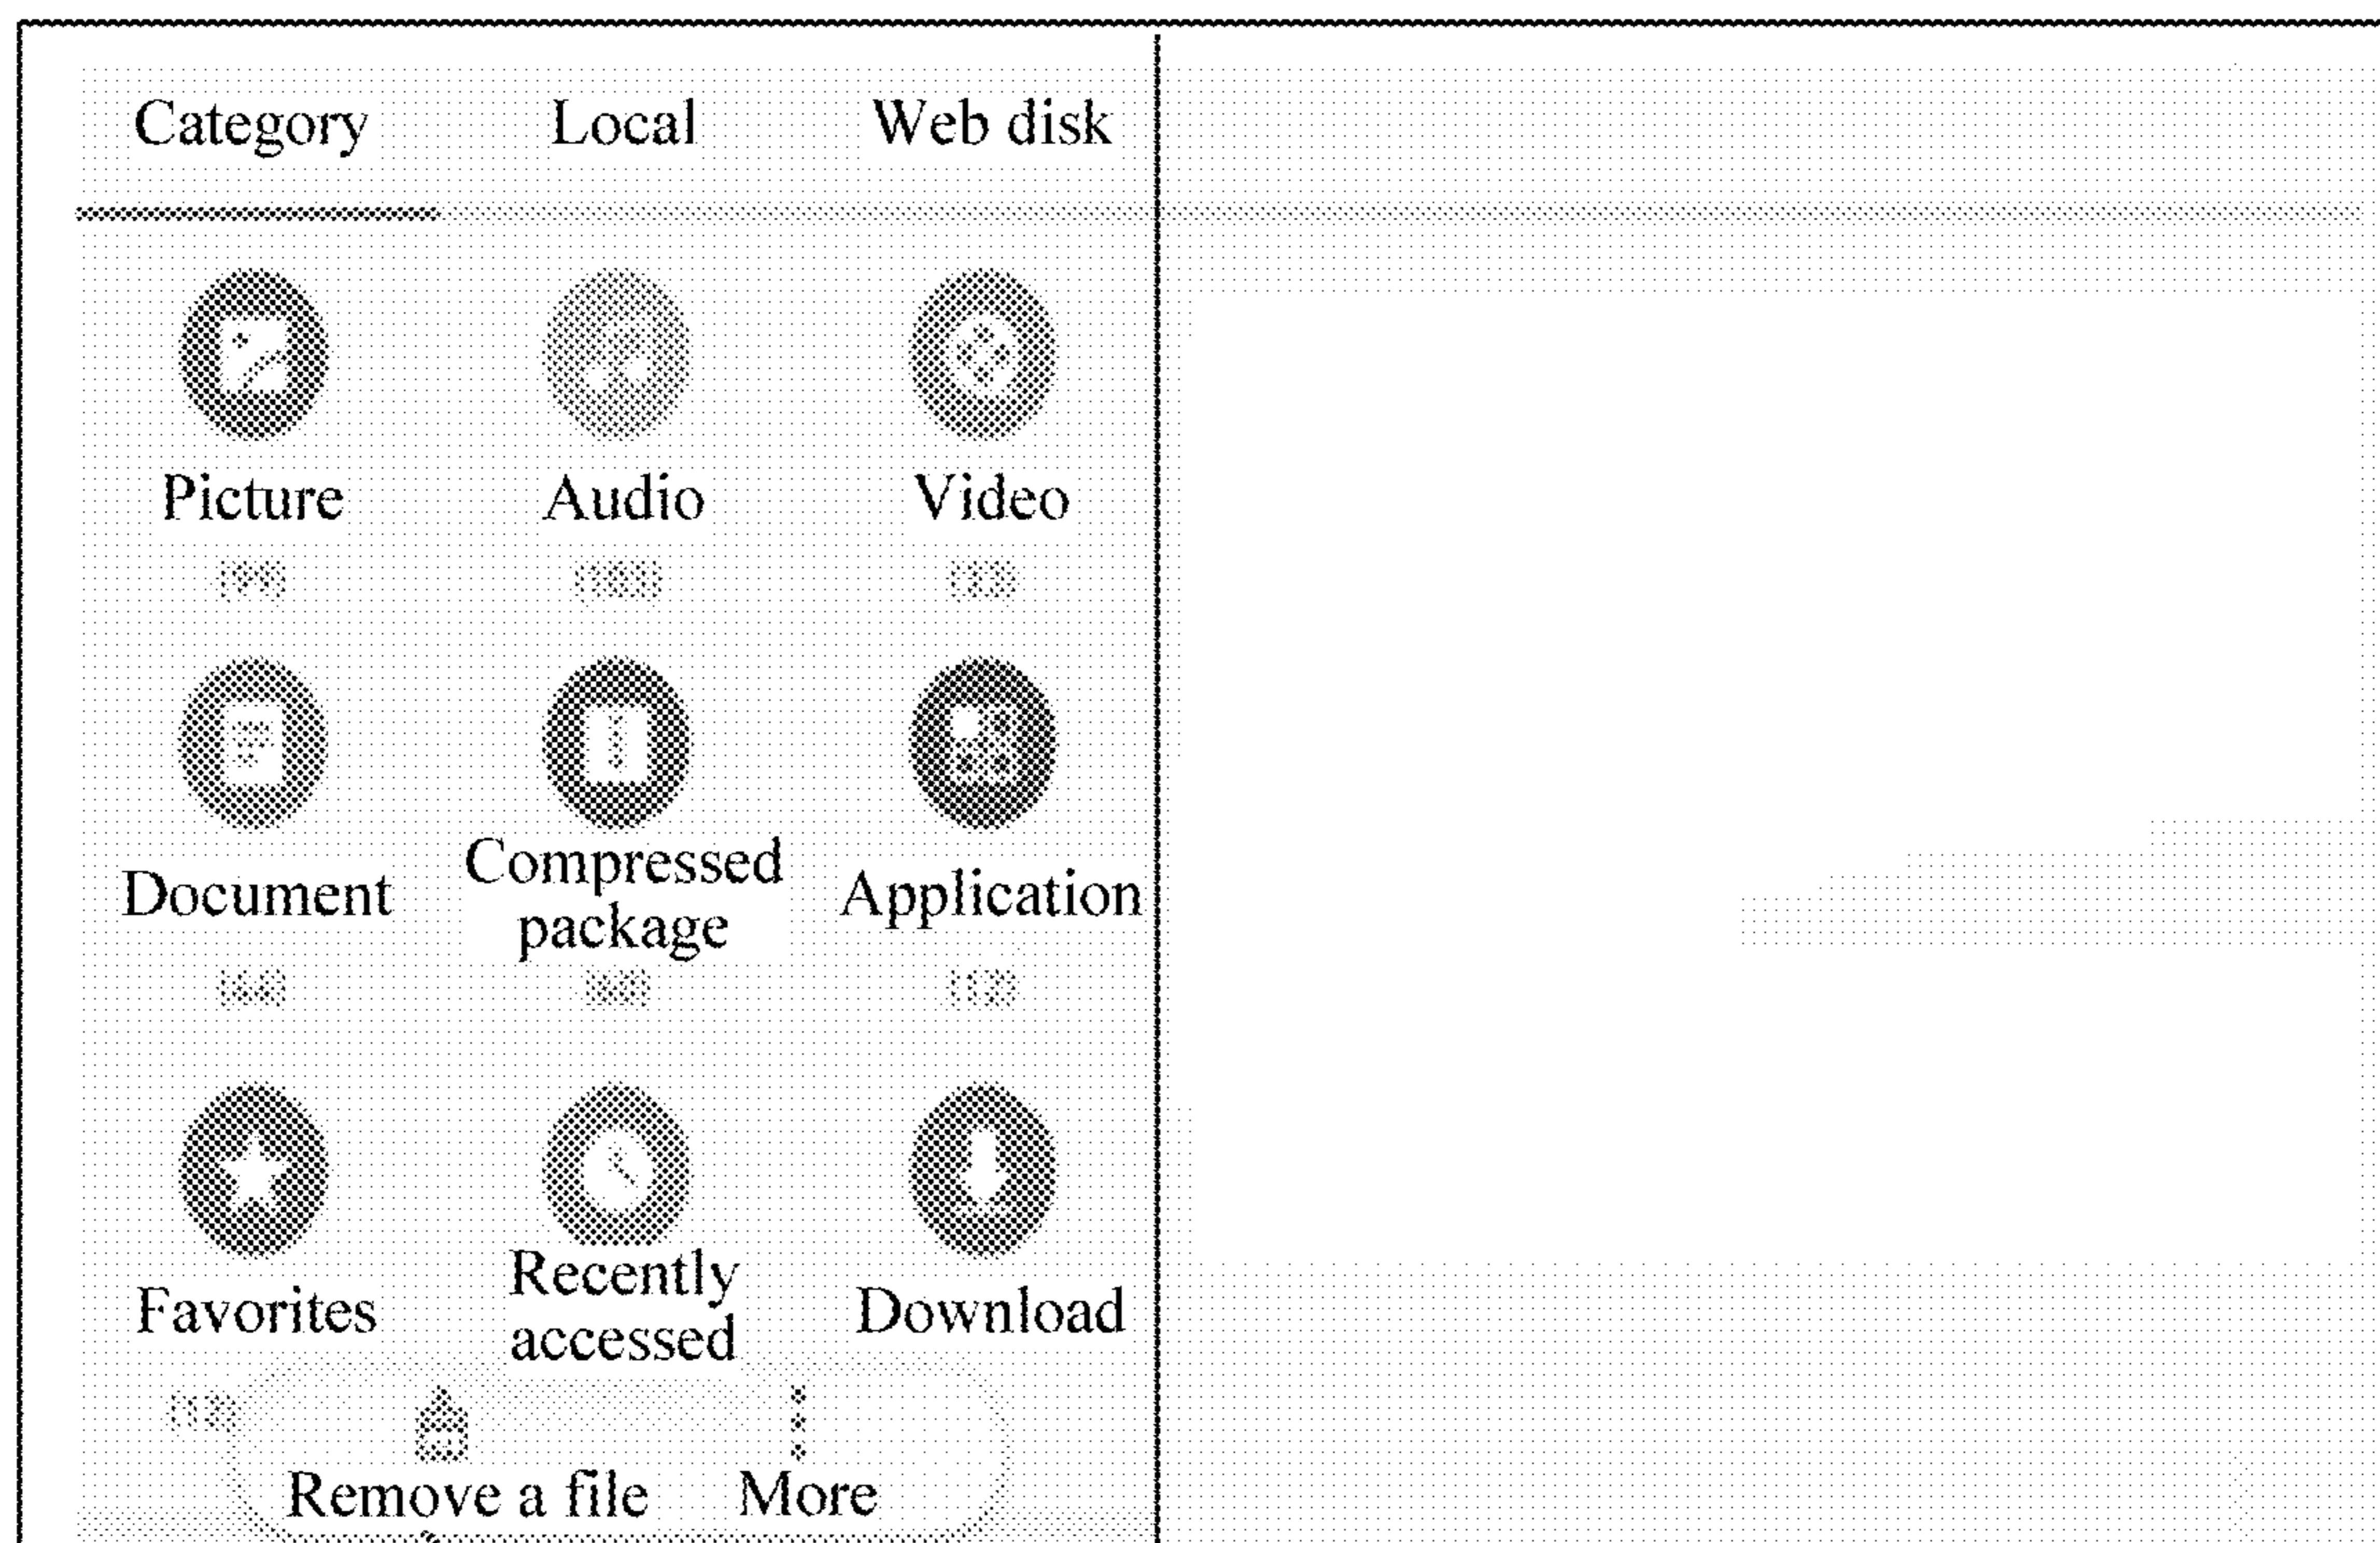 Category Local Web disk
Picture Audio Video
Document Compressed package Application
Favorites Recently accessed Download
Remove a file More